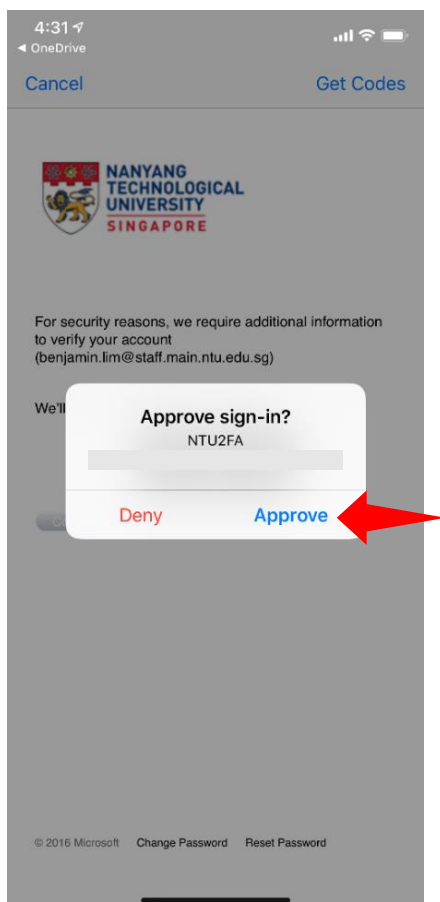 4:31
◀ OneDrive
Cancel
Get Codes
NANYANG
TECHNOLOGICAL
UNIVERSITY
SINGAPORE
For security reasons, we require additional information
to verify your account
(benjamin.lim@staff.main.ntu.edu.sg)
We'll
Approve sign-in?
NTU2FA
Deny
Approve
© 2016 Microsoft Change Password Reset Password